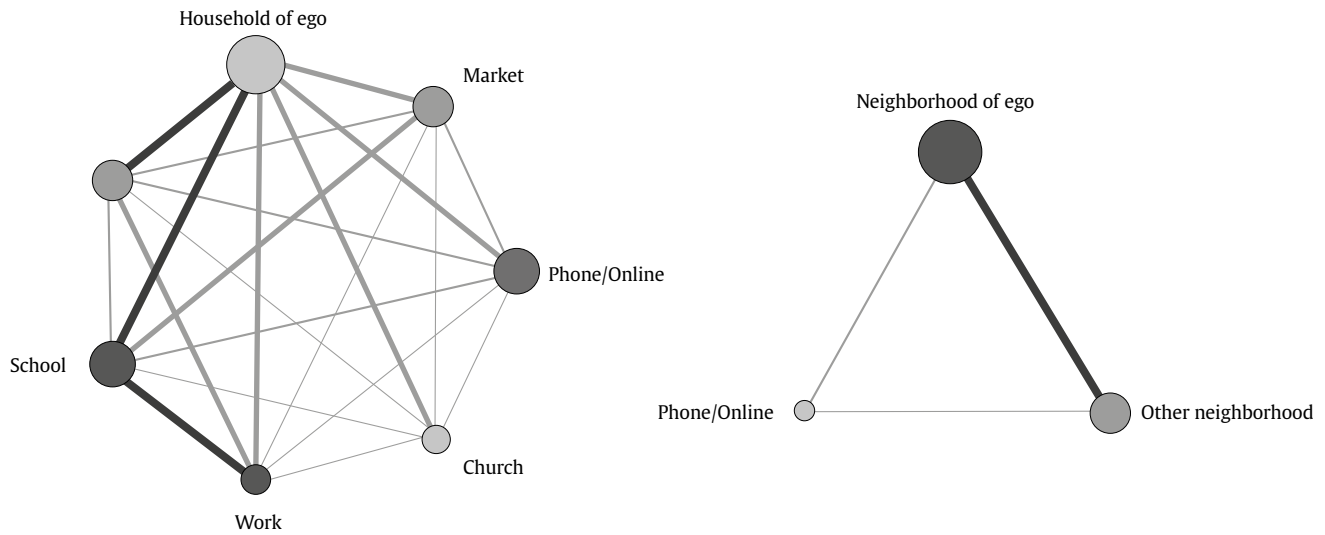 Household of ego
Market
Phone/Online
School
Church
Work
Neighborhood of ego
Phone/Online
Other neighborhood